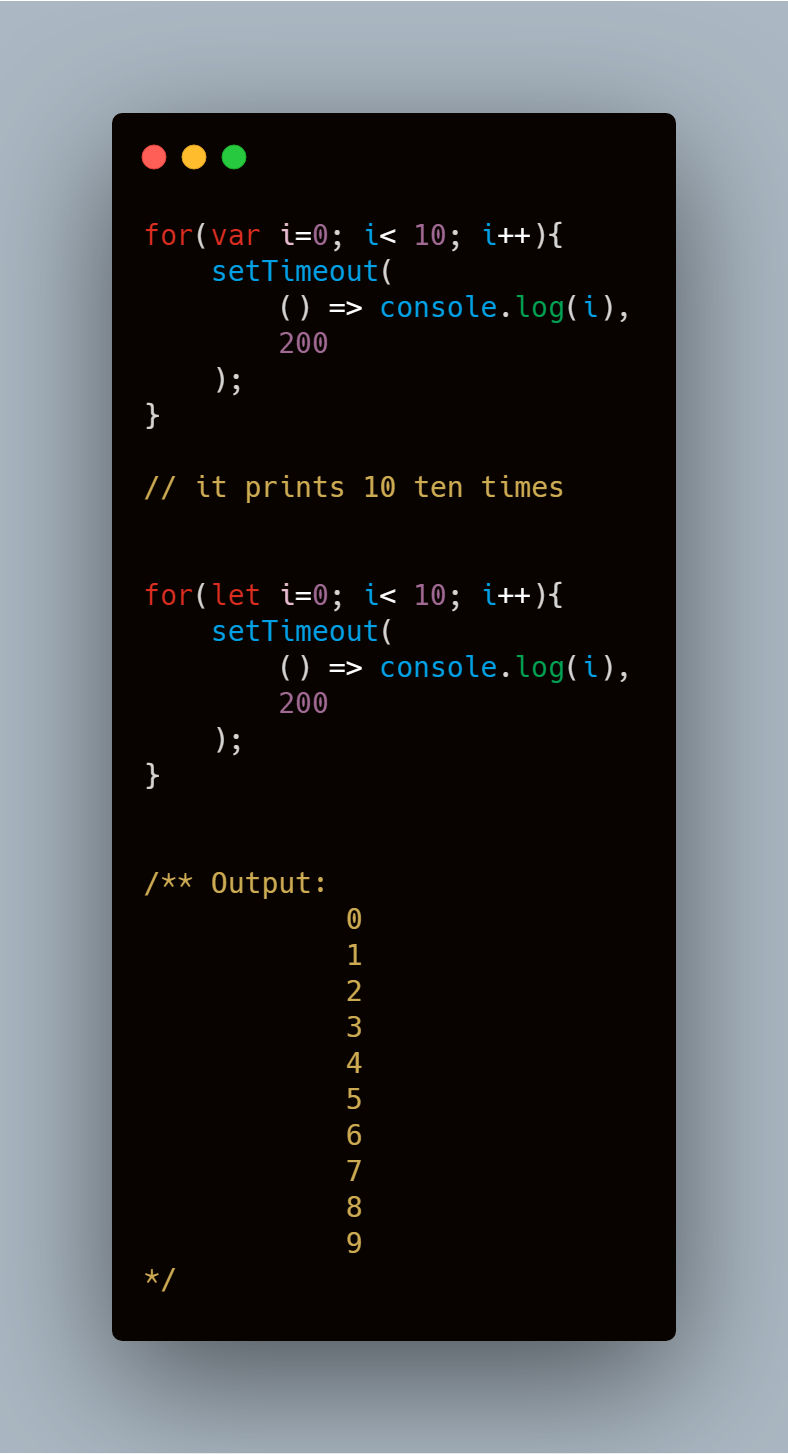 for(var i=0; i< 10; i++){
    setTimeout(
        () => console.log(i),
        200
    );
}
// it prints 10 ten times
for(let i=0; i< 10; i++){
    setTimeout(
        () => console.log(i),
        200
    );
}
/** Output:
            0
            1
            2
            3
            4
            5
            6
            7
            8
            9
*/